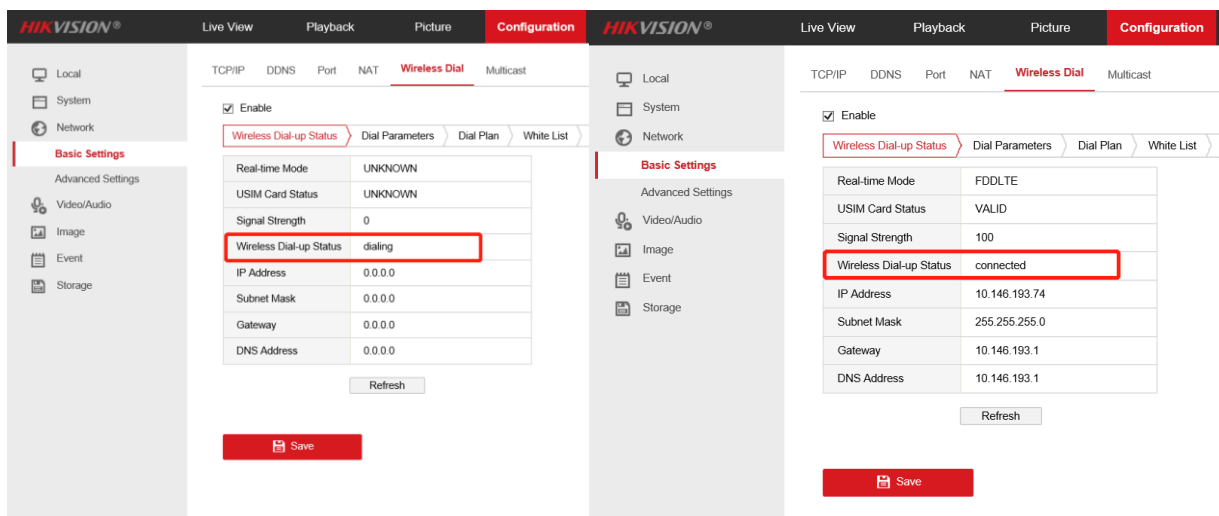 HIKVISION® Live View Playback Picture Configuration
Local
System
Network
Basic Settings
Advanced Settings
Video/Audio
Image
Event
Storage
TCP/IP DDNS Port NAT Wireless Dial Multicast
Enable
Wireless Dial-up Status Dial Parameters Dial Plan White List
Real-time Mode UNKNOWN
USIM Card Status UNKNOWN
Signal Strength 0
Wireless Dial-up Status dialing
IP Address 0.0.0.0
Subnet Mask 0.0.0.0
Gateway 0.0.0.0
DNS Address 0.0.0.0
Refresh
Save
HIKVISION® Live View Playback Picture Configuration
Local
System
Network
Basic Settings
Advanced Settings
Video/Audio
Image
Event
Storage
TCP/IP DDNS Port NAT Wireless Dial Multicast
Enable
Wireless Dial-up Status Dial Parameters Dial Plan White List
Real-time Mode FDDLTE
USIM Card Status VALID
Signal Strength 100
Wireless Dial-up Status connected
IP Address 10.146.193.74
Subnet Mask 255.255.255.0
Gateway 10.146.193.1
DNS Address 10.146.193.1
Refresh
Save